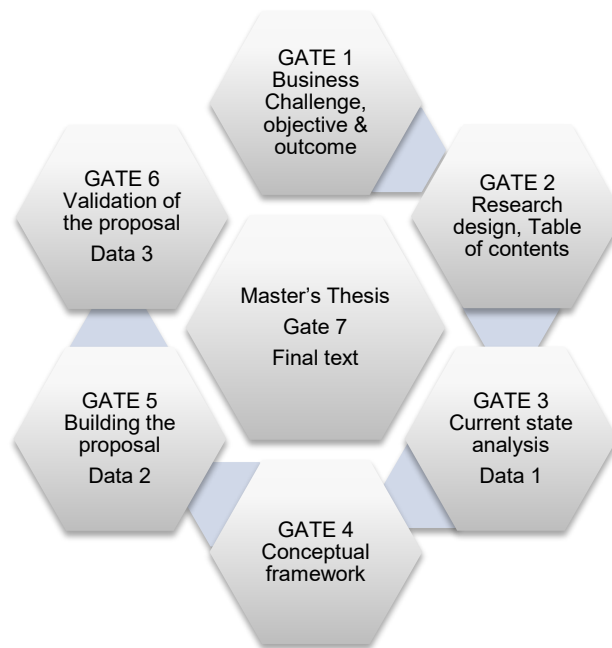 GATE 1
Business
Challenge,
objective &
outcome
GATE 2
Research
design, Table
of contents
GATE 3
Current state
analysis
Data 1
GATE 4
Conceptual
framework
GATE 5
Building the
proposal
Data 2
GATE 6
Validation of
the proposal
Data 3
Master’s Thesis
Gate 7
Final text